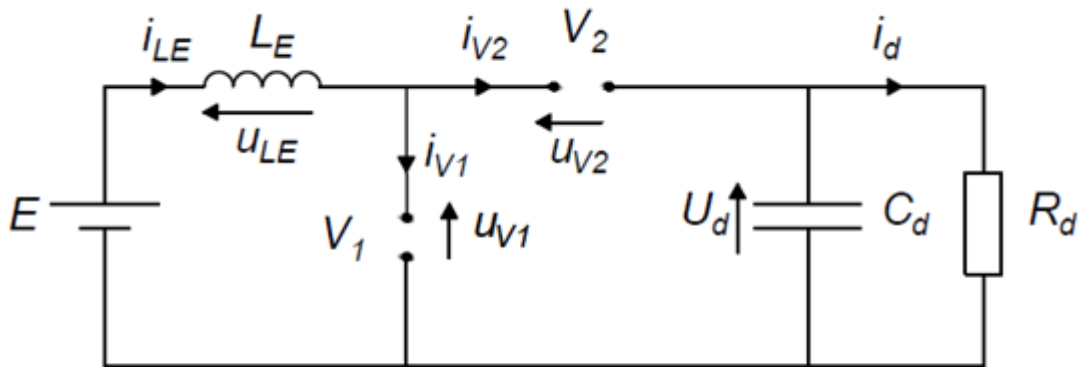 i_LE L_E i_V2 V_2 i_d
u_LE i_V1 u_V2
E V_1 u_V1 U_d C_d R_d